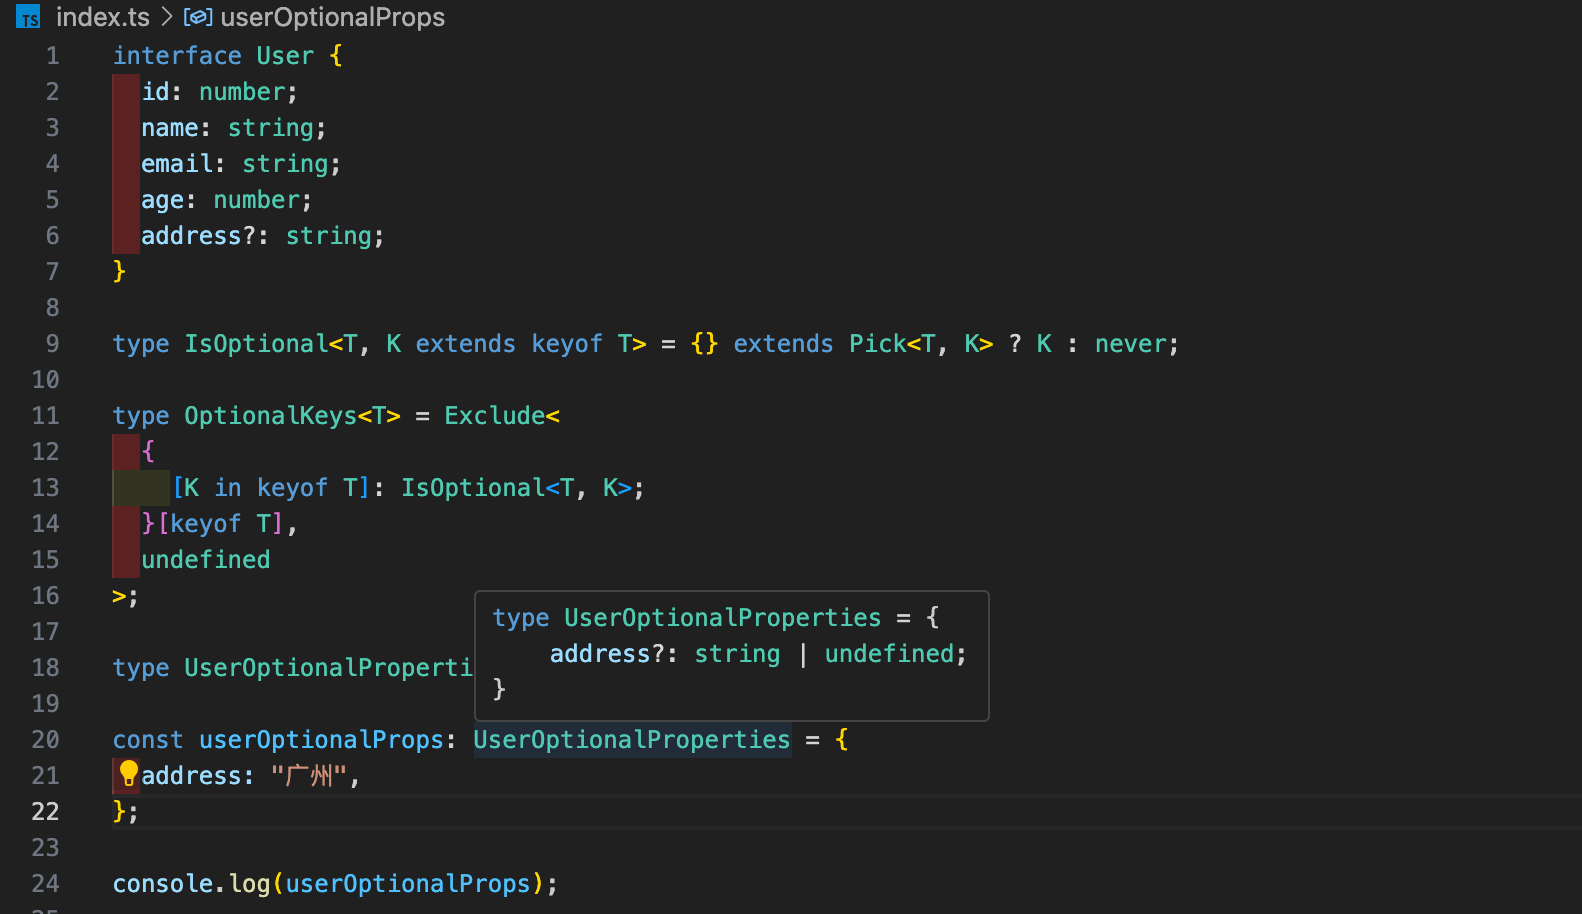 TS index.ts > userOptionalProps
1 interface User {
2 id: number;
3 name: string;
4 email: string;
5 age: number;
6 address?: string;
7 }
8
9 type IsOptional<T, K extends keyof T> = {} extends Pick<T, K> ? K : never;
10
11 type OptionalKeys<T> = Exclude<
12 {
13 [K in keyof T]: IsOptional<T, K>;
14 }[keyof T],
15 undefined
16 >;
17
type UserOptionalProperties = {
address?: string | undefined;
}
18 type UserOptionalProperti
19
20 const userOptionalProps: UserOptionalProperties = {
21 address: "广州",
22 };
23
24 console.log(userOptionalProps);